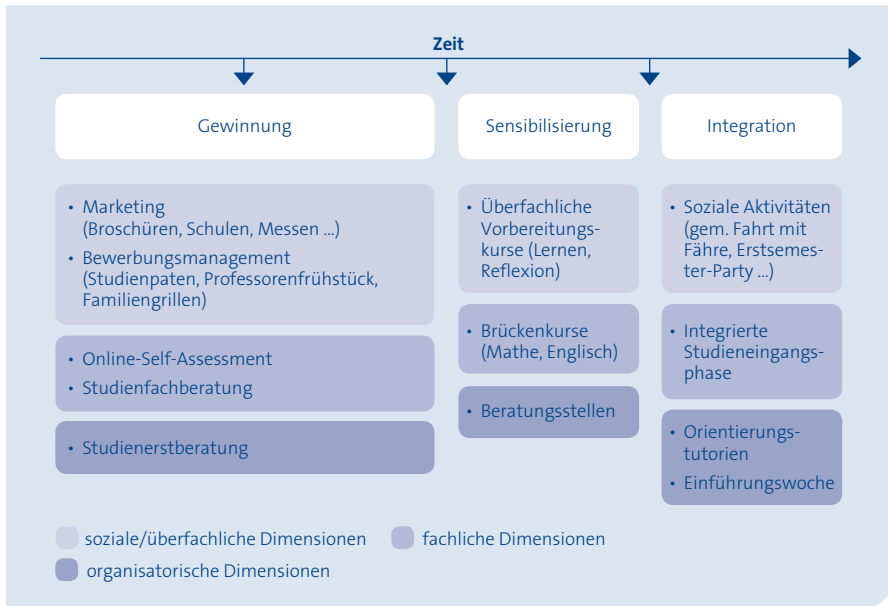 Zeit
Gewinnung
Sensibilisierung
Integration
• Marketing
(Broschüren, Schulen, Messen ...)
• Bewerbungsmanagement
(Studienpaten, Professorenfrühstück,
Familiengrillen)
• Online-Self-Assessment
• Studienfachberatung
• Studienerstberatung
• Überfachliche
Vorbereitungs-
kurse (Lernen,
Reflexion)
• Brückenkurse
(Mathe, Englisch)
• Beratungsstellen
• Soziale Aktivitäten
(gem. Fahrt mit
Fähre, Erstsemes-
ter-Party ...)
• Integrierte
Studieneingangs-
phase
• Orientierungs-
tutorien
• Einführungswoche
soziale/überfachliche Dimensionen
fachliche Dimensionen
organisatorische Dimensionen